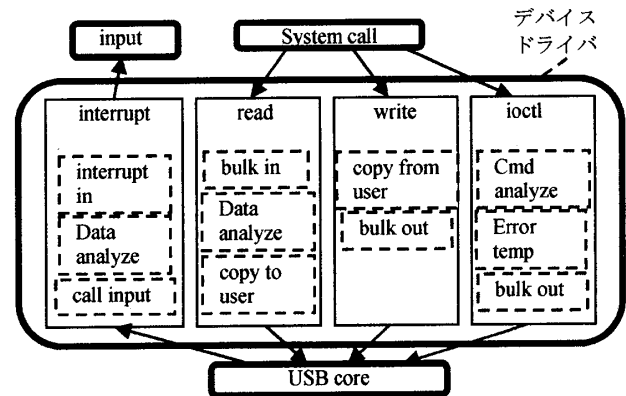 input
System call
デバイス
ドライバ
interrupt
interrupt
in
Data
analyze
call input
read
bulk in
Data
analyze
copy to
user
write
copy from
user
bulk out
ioctl
Cmd
analyze
Error
temp
bulk out
USB core